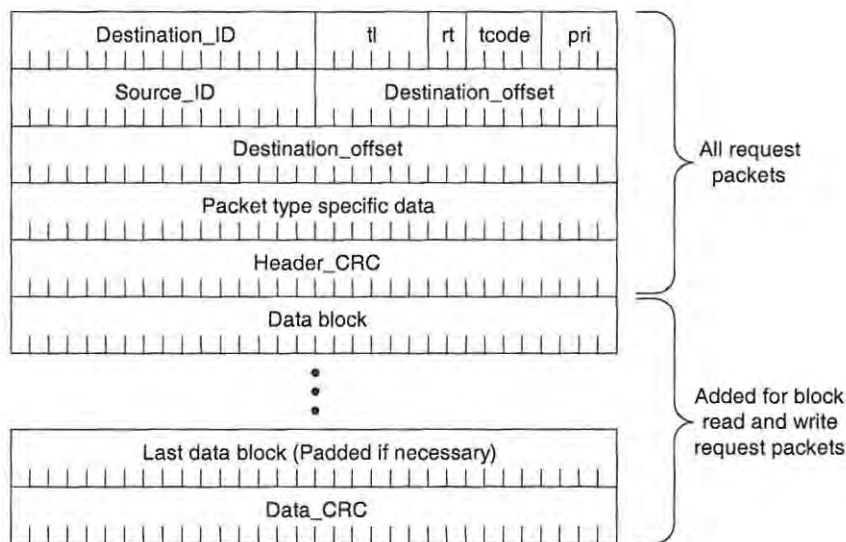 Destination_ID tl rt tcode pri
Source_ID Destination_offset
Destination_offset
Packet type specific data
Header_CRC
All request
packets
Data block
Last data block (Padded if necessary)
Data_CRC
Added for block
read and write
request packets